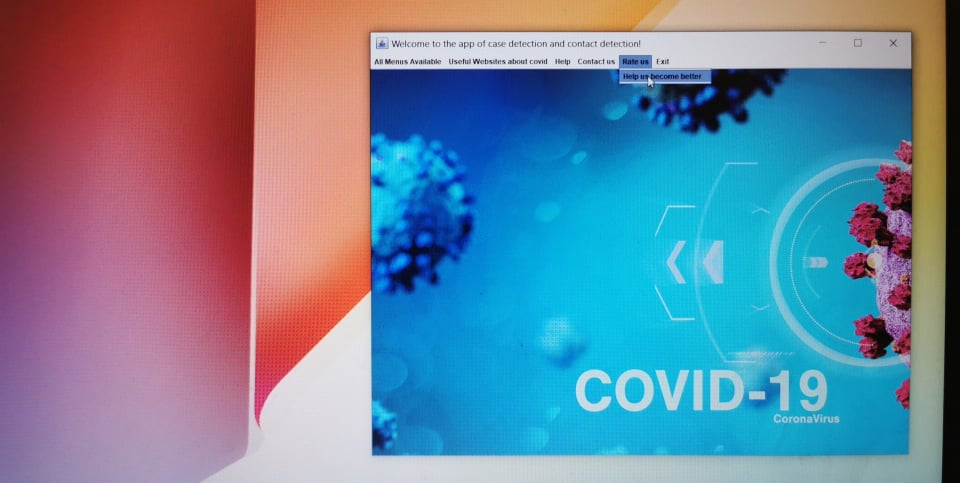 Welcome to the app of case detection and contact detection!
All Menus Available Useful Websites about covid Help Contact us Rate us Exit
Help us become better
COVID-19
CoronaVirus